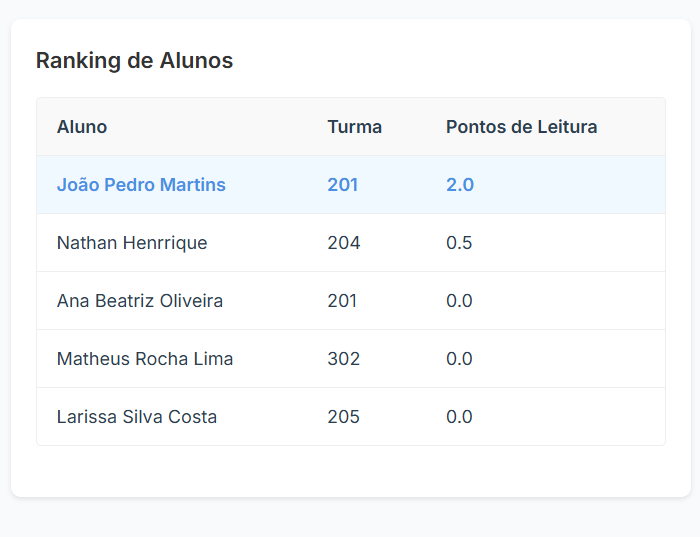 Ranking de Alunos
Aluno Turma Pontos de Leitura
João Pedro Martins 201 2.0
Nathan Henrrique 204 0.5
Ana Beatriz Oliveira 201 0.0
Matheus Rocha Lima 302 0.0
Larissa Silva Costa 205 0.0